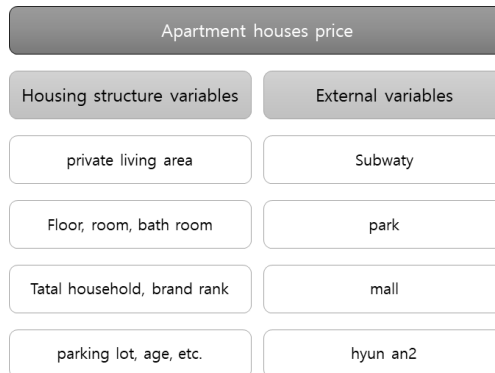 Apartment houses price
Housing structure variables
External variables
private living area
Subwaty
Floor, room, bath room
park
Tatal household, brand rank
mall
parking lot, age, etc.
hyun an2